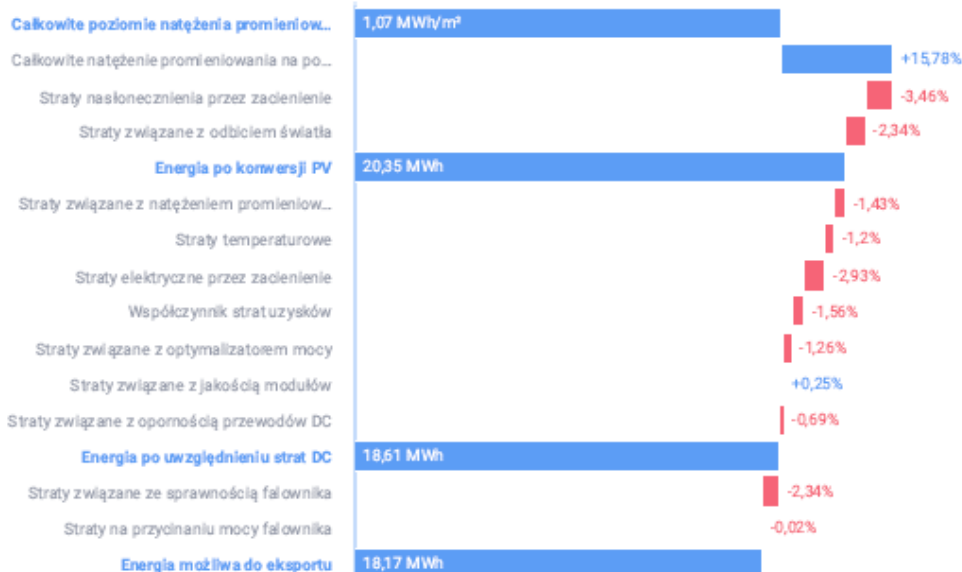 Całkowite poziomie natężenia promieniow... 1,07 MWh/m²
Całkowite natężenie promieniowania na po... +15,78%
Straty nasłonecznienia przez zacienienie -3,46%
Straty związane z odbiciem światła -2,34%
Energia po konwersji PV 20,35 MWh
Straty związane z natężeniem promieniow... -1,43%
Straty temperaturowe -1,2%
Straty elektryczne przez zacienienie -2,93%
Współczynnik strat uzysków -1,56%
Straty związane z optymalizatorem mocy -1,26%
Straty związane z jakością modułów +0,25%
Straty związane z opornością przewodów DC -0,69%
Energia po uwzględnieniu strat DC 18,61 MWh
Straty związane ze sprawnością falownika -2,34%
Straty na przycinaniu mocy falownika -0,02%
Energia możliwa do eksportu 18,17 MWh